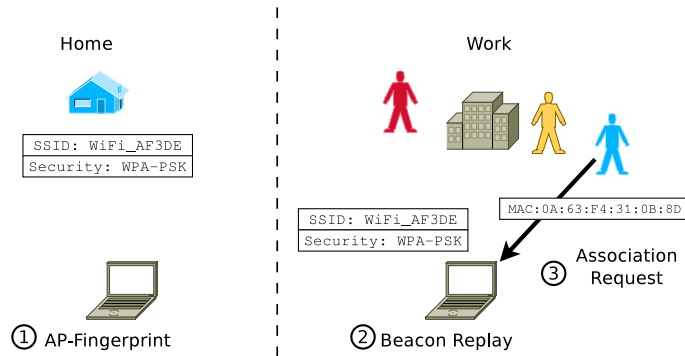 Home
SSID: WiFi_AF3DE
Security: WPA-PSK
1 AP-Fingerprint
Work
MAC:0A:63:F4:31:0B:8D
SSID: WiFi_AF3DE
Security: WPA-PSK
3 Association
Request
2 Beacon Replay